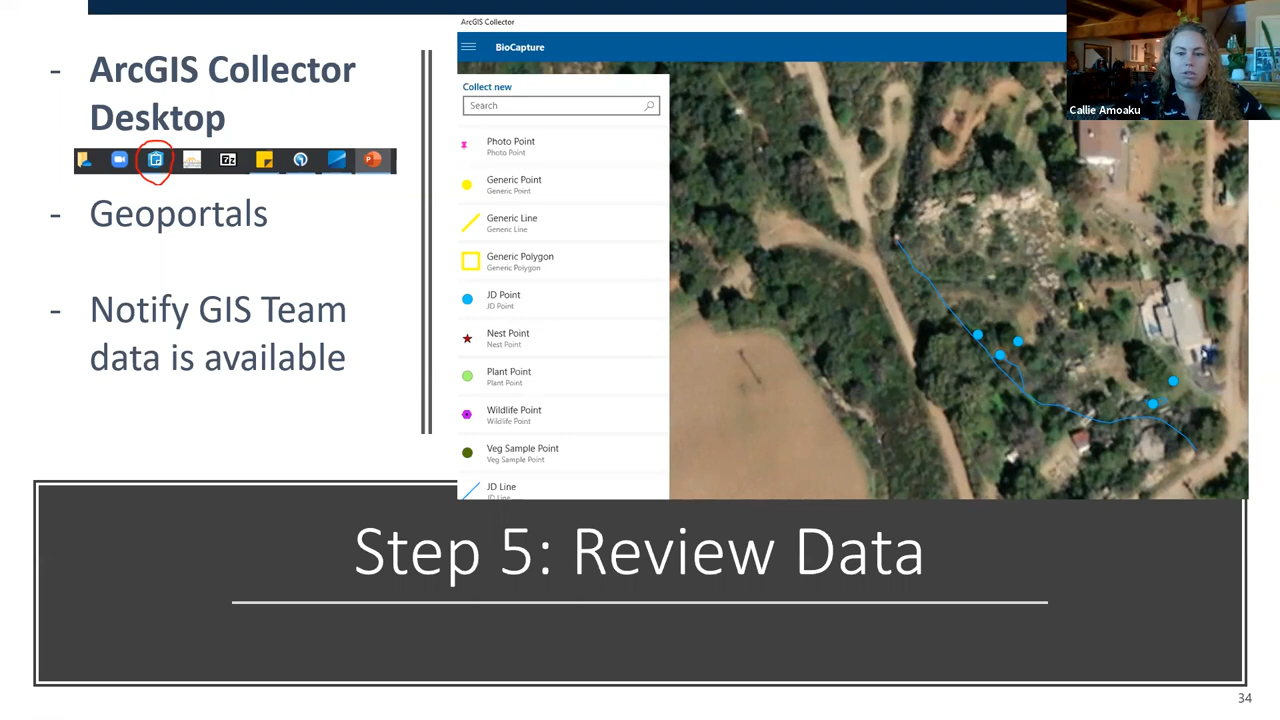 - ArcGIS Collector
Desktop
- Geoportals
- Notify GIS Team
data is available
ArcGIS Collector
BioCapture
Collect new
Search
Photo Point
Photo Point
Generic Point
Generic Point
Generic Line
Generic Line
Generic Polygon
Generic Polygon
JD Point
JD Point
Nest Point
Nest Point
Plant Point
Plant Point
Wildlife Point
Wildlife Point
Veg Sample Point
Veg Sample Point
JD Line
JD Line
Callie Amoaku
Step 5: Review Data
34